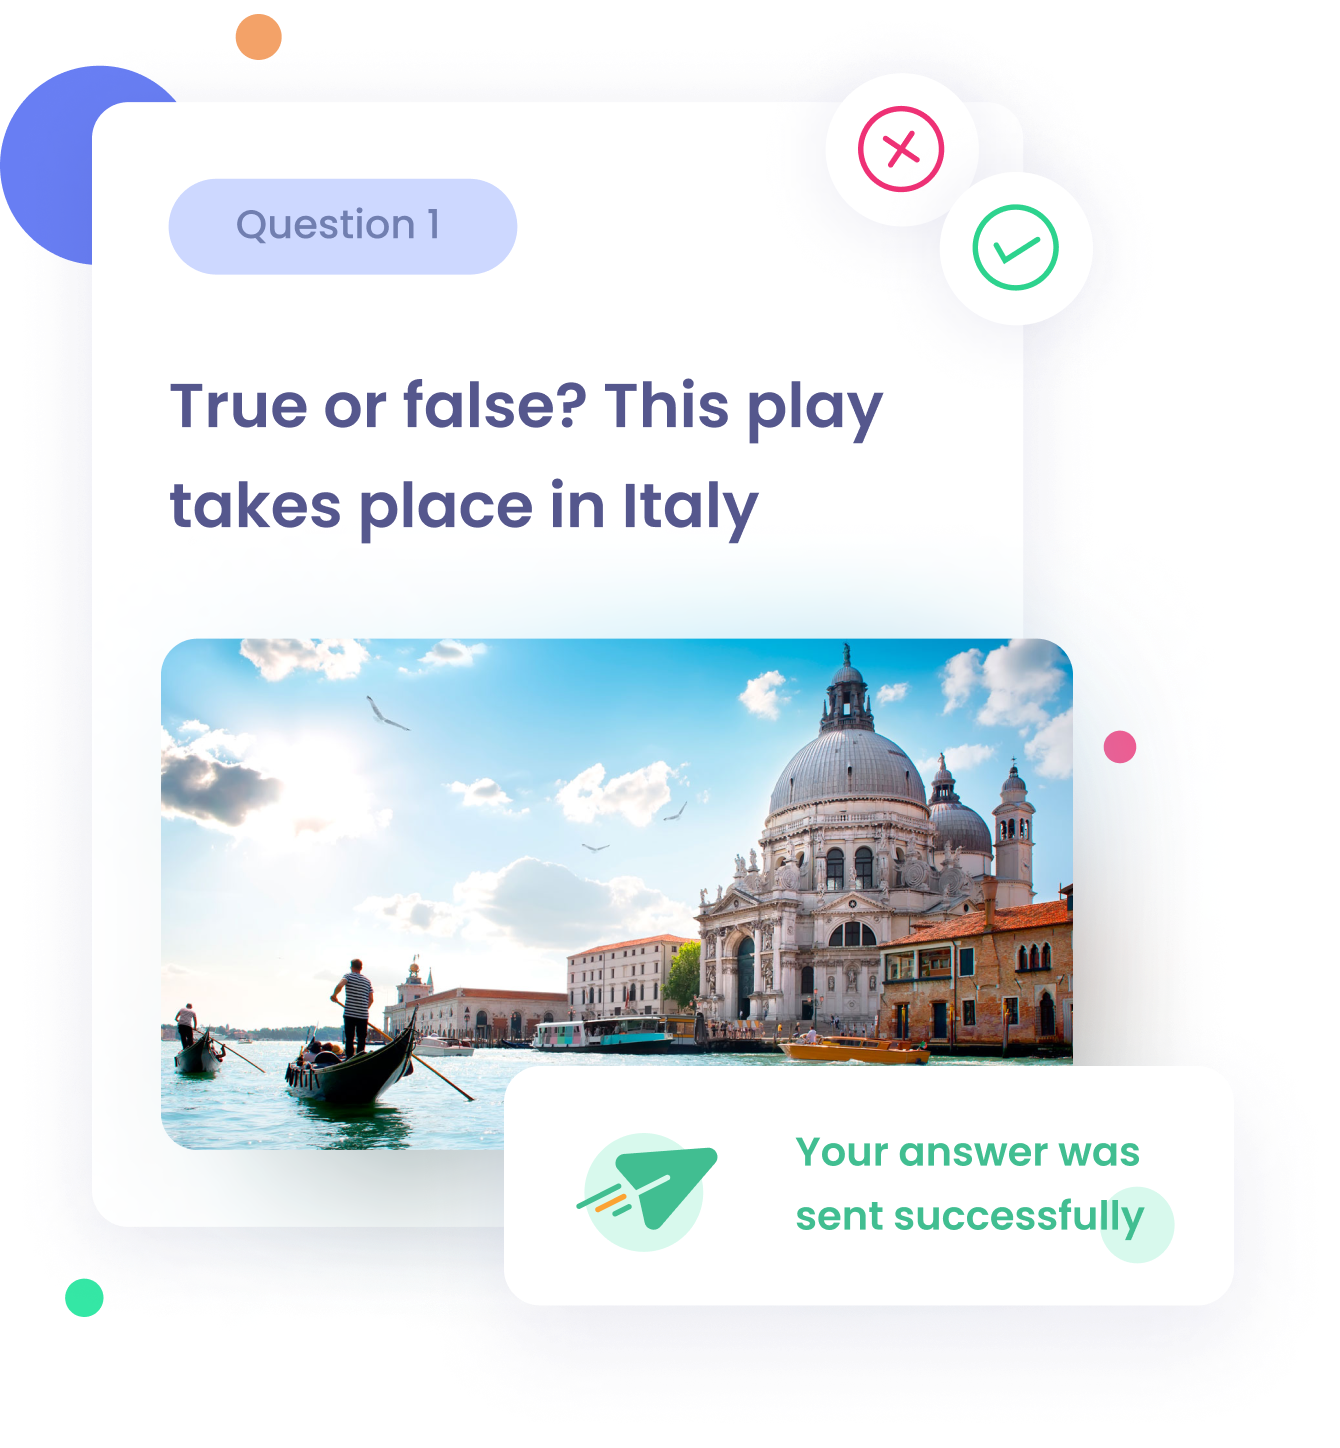 Question 1
True or false? This play
takes place in Italy
Your answer was
sent successfully